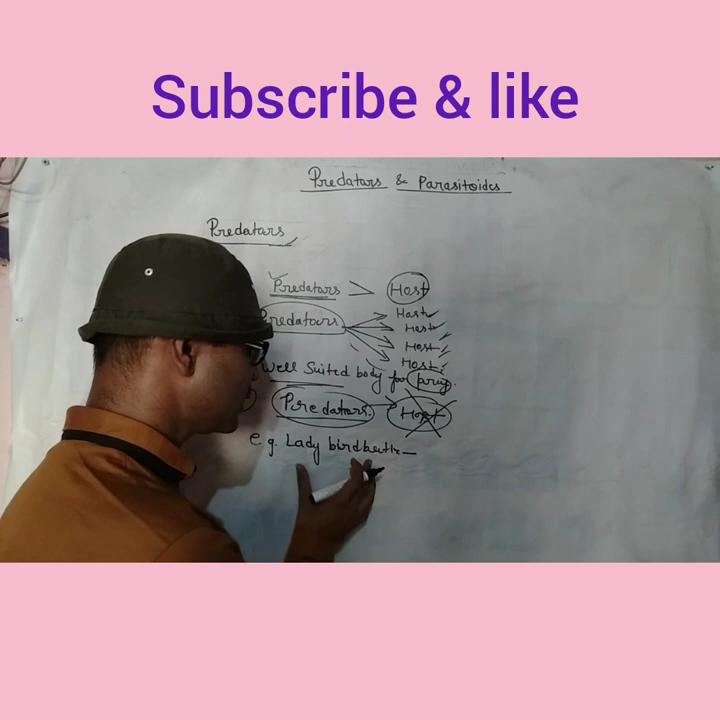 Subscribe & like
Predators & Parasitoides
Predators
Predators > Host
Predators Host
Host
Host
Host
Well Suited body for prey.
Predators. Host
e.g. Lady birdbeetle